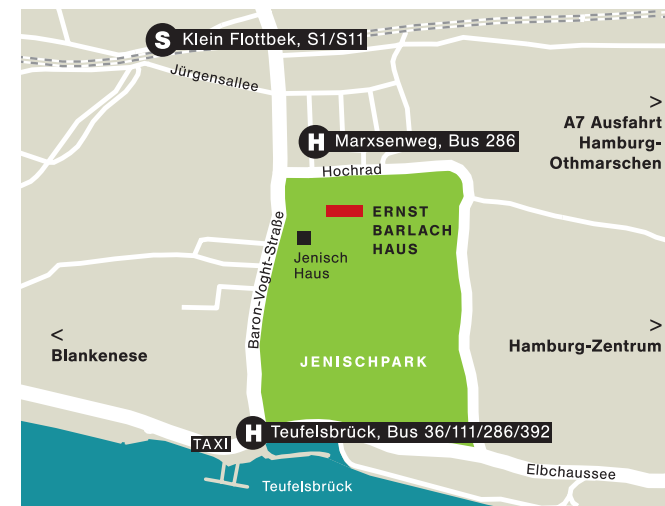 S Klein Flottbek, S1/S11
Jürgensallee
>
A7 Ausfahrt
Hamburg-
Othmarschen
H Marxsenweg, Bus 286
Hochrad
ERNST
BARLACH
HAUS
Jenisch
Haus
Baron-Voght-Straße
<
Blankenese
>
Hamburg-Zentrum
JENISCHPARK
H Teufelsbrück, Bus 36/111/286/392
TAXI
Elbchaussee
Teufelsbrück